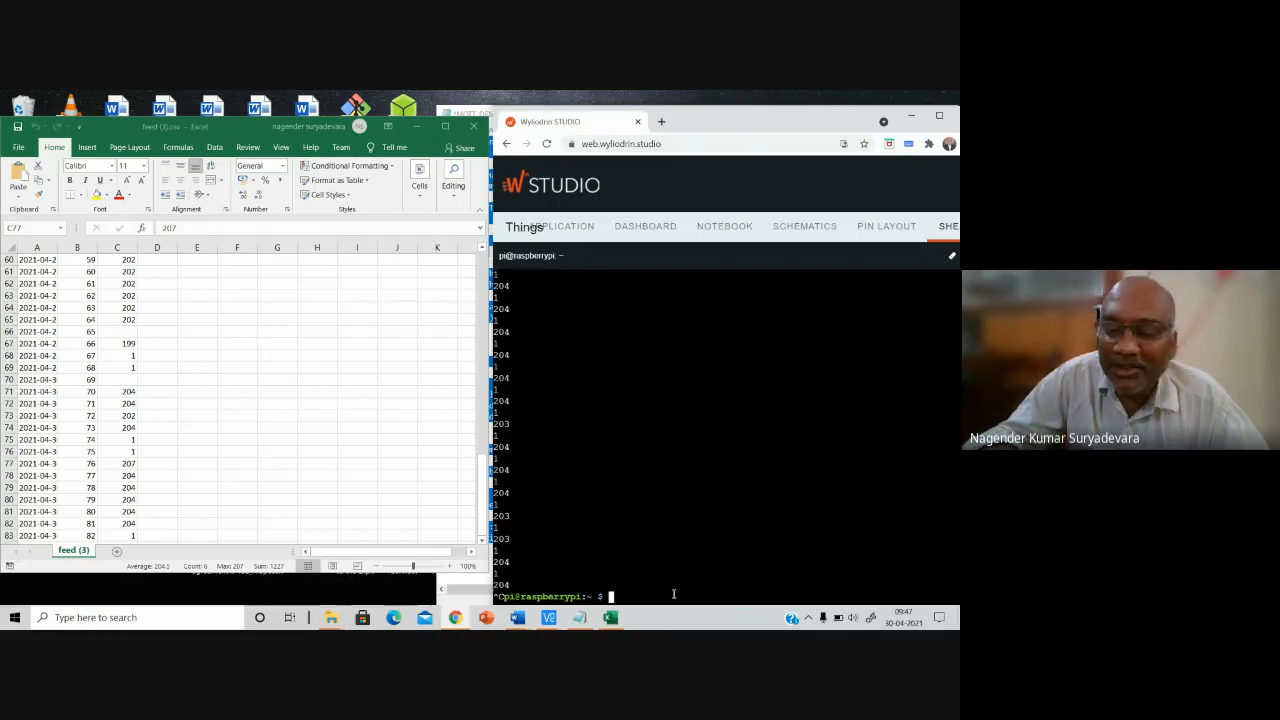 feed (3).csv - Excel
nagender suryadevara
NS
File Home Insert Page Layout Formulas Data Review View Help Team Tell me Share
Paste
Calibri 11
General
Conditional Formatting
Format as Table
Cell Styles
Cells
Editing
Clipboard Font Alignment Number Styles
C77 207
A B C D E F G H I J K
60 2021-04-2 59 202
61 2021-04-2 60 202
62 2021-04-2 61 202
63 2021-04-2 62 202
64 2021-04-2 63 202
65 2021-04-2 64 202
66 2021-04-2 65
67 2021-04-2 66 199
68 2021-04-2 67 1
69 2021-04-2 68 1
70 2021-04-3 69
71 2021-04-3 70 204
72 2021-04-3 71 204
73 2021-04-3 72 202
74 2021-04-3 73 204
75 2021-04-3 74 1
76 2021-04-3 75 1
77 2021-04-3 76 207
78 2021-04-3 77 204
79 2021-04-3 78 204
80 2021-04-3 79 204
81 2021-04-3 80 204
82 2021-04-3 81 204
83 2021-04-3 82 1
feed (3)
Average: 204.5 Count: 6 Max: 207 Sum: 1227 100%
Wyliodrin STUDIO
web.wyliodrin.studio
W STUDIO
Things
APPLICATION DASHBOARD NOTEBOOK SCHEMATICS PIN LAYOUT SHE
pi@raspberrypi: ~
1
204
1
204
1
204
1
204
1
204
1
204
1
203
1
204
1
204
1
204
1
203
1
203
1
204
1
204
^Cpi@raspberrypi:~ $
Nagender Kumar Suryadevara
Type here to search
09:47
30-04-2021